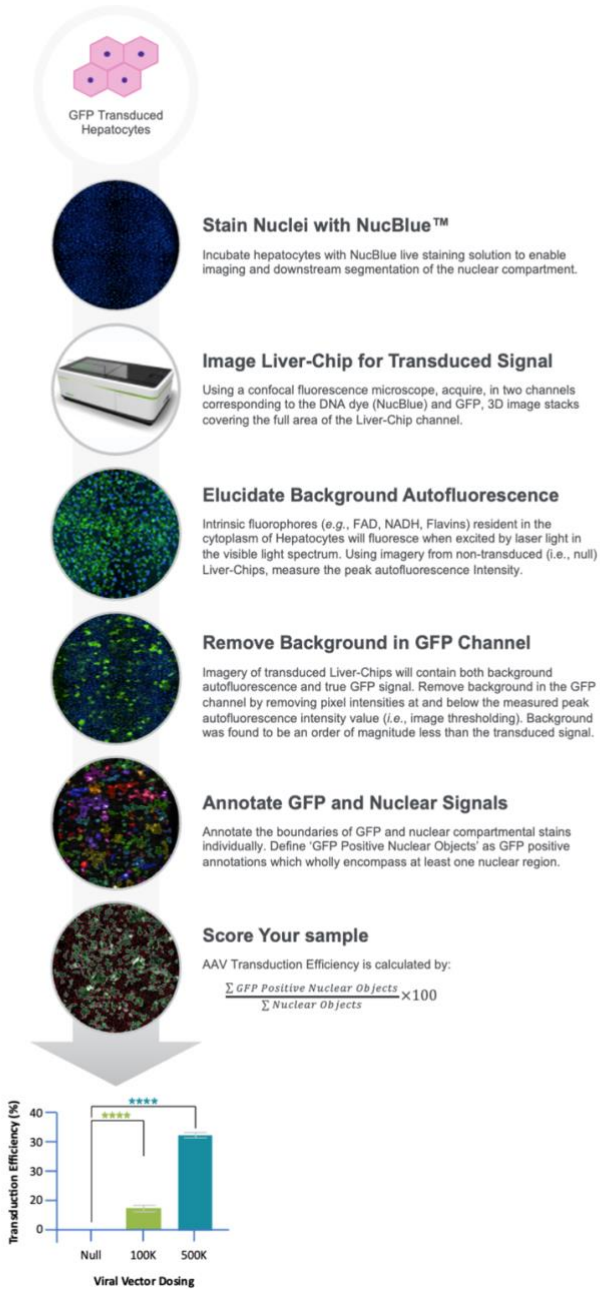 GFP Transduced
Hepatocytes
Stain Nuclei with NucBlue™
Incubate hepatocytes with NucBlue live staining solution to enable
imaging and downstream segmentation of the nuclear compartment.
Image Liver-Chip for Transduced Signal
Using a confocal fluorescence microscope, acquire, in two channels
corresponding to the DNA dye (NucBlue) and GFP, 3D image stacks
covering the full area of the Liver-Chip channel.
Elucidate Background Autofluorescence
Intrinsic fluorophores (e.g., FAD, NADH, Flavins) resident in the
cytoplasm of Hepatocytes will fluoresce when excited by laser light in
the visible light spectrum. Using imagery from non-transduced (i.e., null)
Liver-Chips, measure the peak autofluorescence Intensity.
Remove Background in GFP Channel
Imagery of transduced Liver-Chips will contain both background
autofluorescence and true GFP signal. Remove background in the GFP
channel by removing pixel intensities at and below the measured peak
autofluorescence intensity value (i.e., image thresholding). Background
was found to be an order of magnitude less than the transduced signal.
Annotate GFP and Nuclear Signals
Annotate the boundaries of GFP and nuclear compartmental stains
individually. Define 'GFP Positive Nuclear Objects' as GFP positive
annotations which wholly encompass at least one nuclear region.
Score Your sample
AAV Transduction Efficiency is calculated by:
∑ GFP Positive Nuclear Objects
∑ Nuclear Objects
×100
Transduction Efficiency (%)
40
30
30
20
0
****
****
Null 100K 500K
Viral Vector Dosing